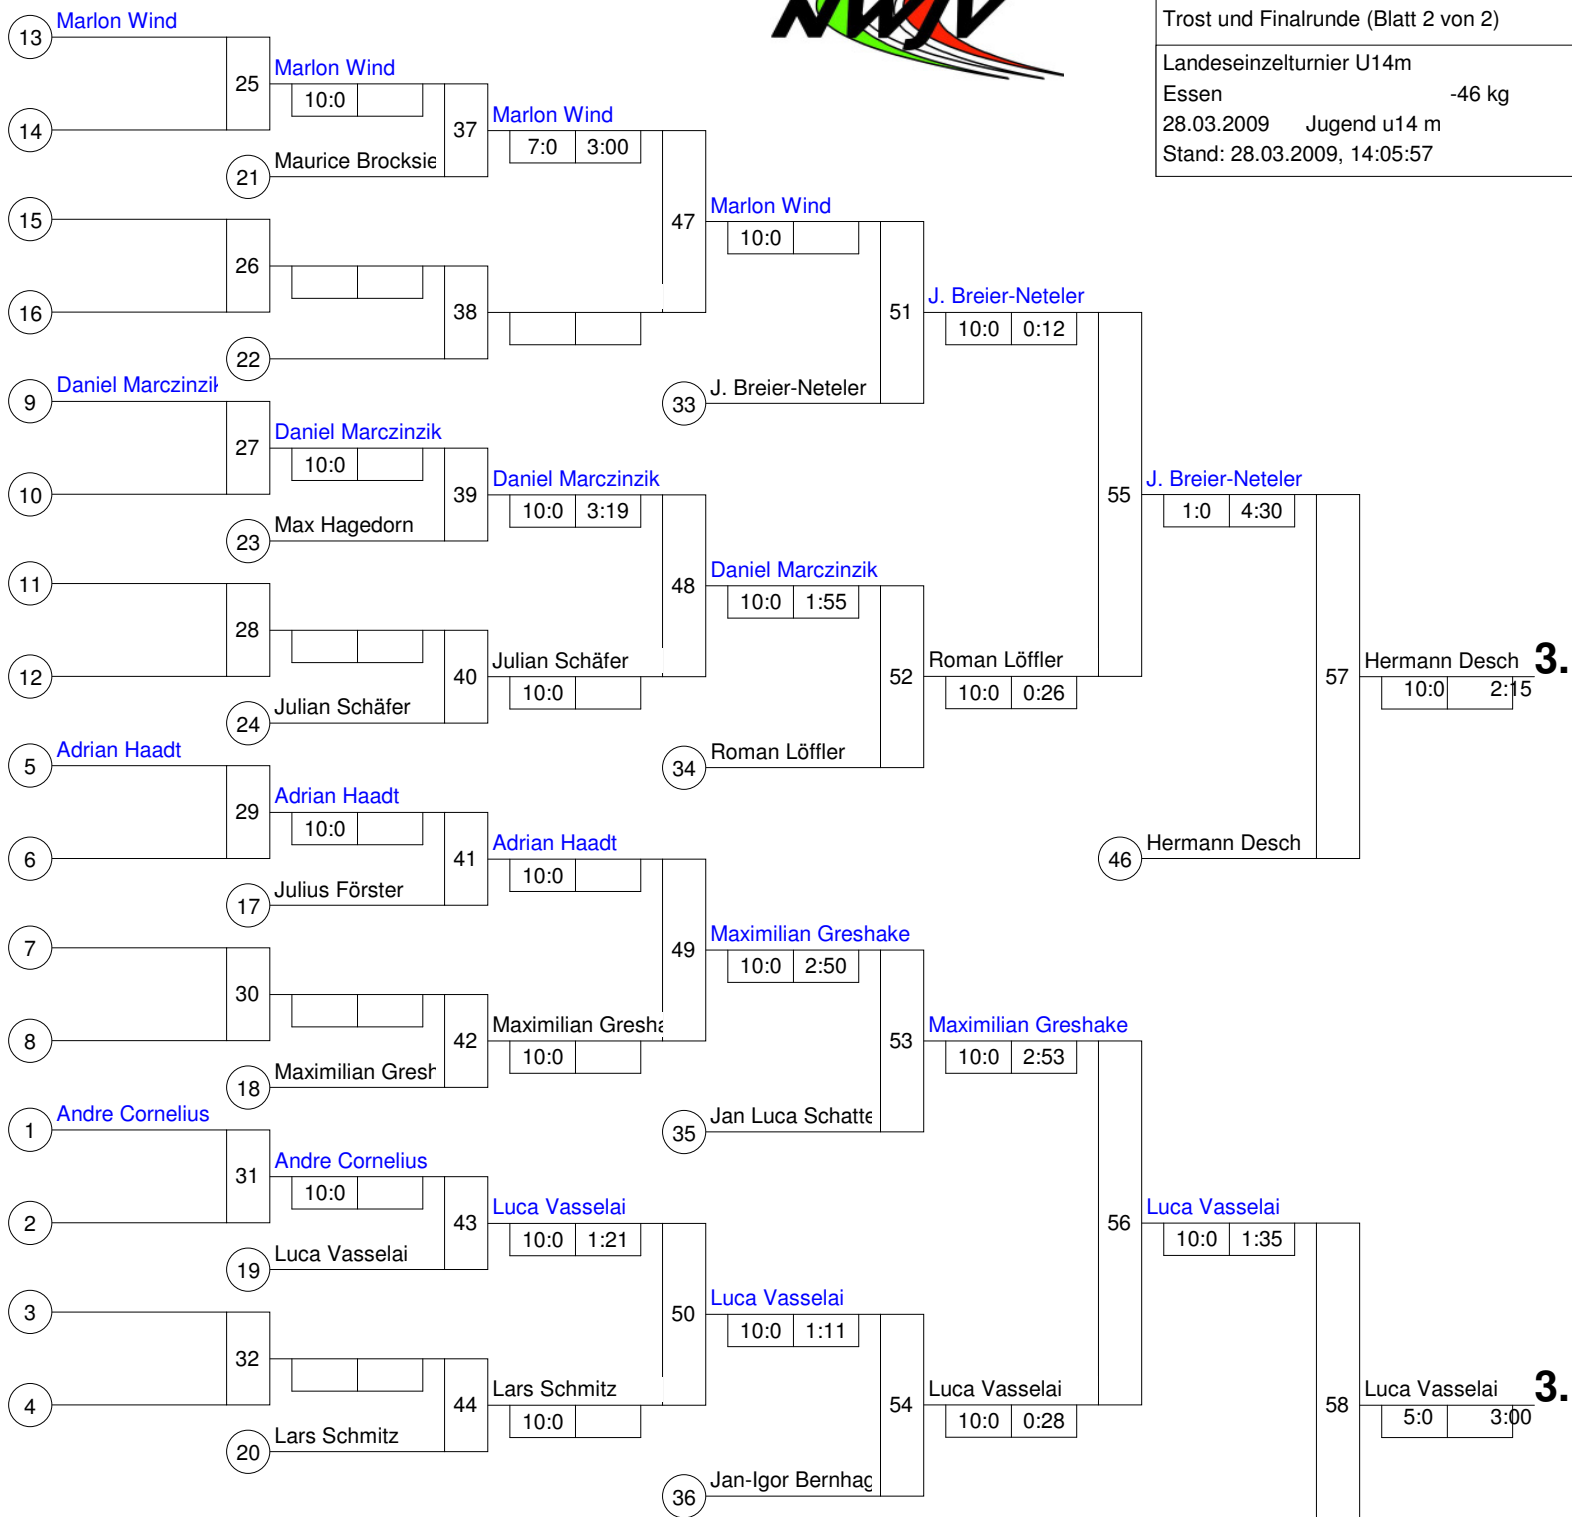 NWJV
Trost und Finalrunde (Blatt 2 von 2)
Landeseinzelturnier U14m
Essen -46 kg
28.03.2009 Jugend u14 m
Stand: 28.03.2009, 14:05:57
13 Marlon Wind
25 Marlon Wind
10:0
14
37 Marlon Wind
7:0 3:00
21 Maurice Brocksie
15
47 Marlon Wind
10:0
26
16
38
22
51 J. Breier-Neteler
10:0 0:12
33 J. Breier-Neteler
9 Daniel Marczinzik
27 Daniel Marczinzik
10:0
10
39 Daniel Marczinzik
10:0 3:19
23 Max Hagedorn
55 J. Breier-Neteler
1:0 4:30
11
48 Daniel Marczinzik
10:0 1:55
28
12
40 Julian Schäfer
10:0
24 Julian Schäfer
52 Roman Löffler
10:0 0:26
34 Roman Löffler
57 Hermann Desch 3.
10:0 2:15
5 Adrian Haadt
29 Adrian Haadt
10:0
6
41 Adrian Haadt
10:0
17 Julius Förster
46 Hermann Desch
7
49 Maximilian Greshake
10:0 2:50
30
8
42 Maximilian Gresha
10:0
18 Maximilian Gresh
53 Maximilian Greshake
10:0 2:53
35 Jan Luca Schatte
1 Andre Cornelius
31 Andre Cornelius
10:0
2
43 Luca Vasselai
10:0 1:21
19 Luca Vasselai
56 Luca Vasselai
10:0 1:35
3
50 Luca Vasselai
10:0 1:11
32
4
44 Lars Schmitz
10:0
20 Lars Schmitz
54 Luca Vasselai
10:0 0:28
36 Jan-Igor Bernhag
58 Luca Vasselai 3.
5:0 3:00